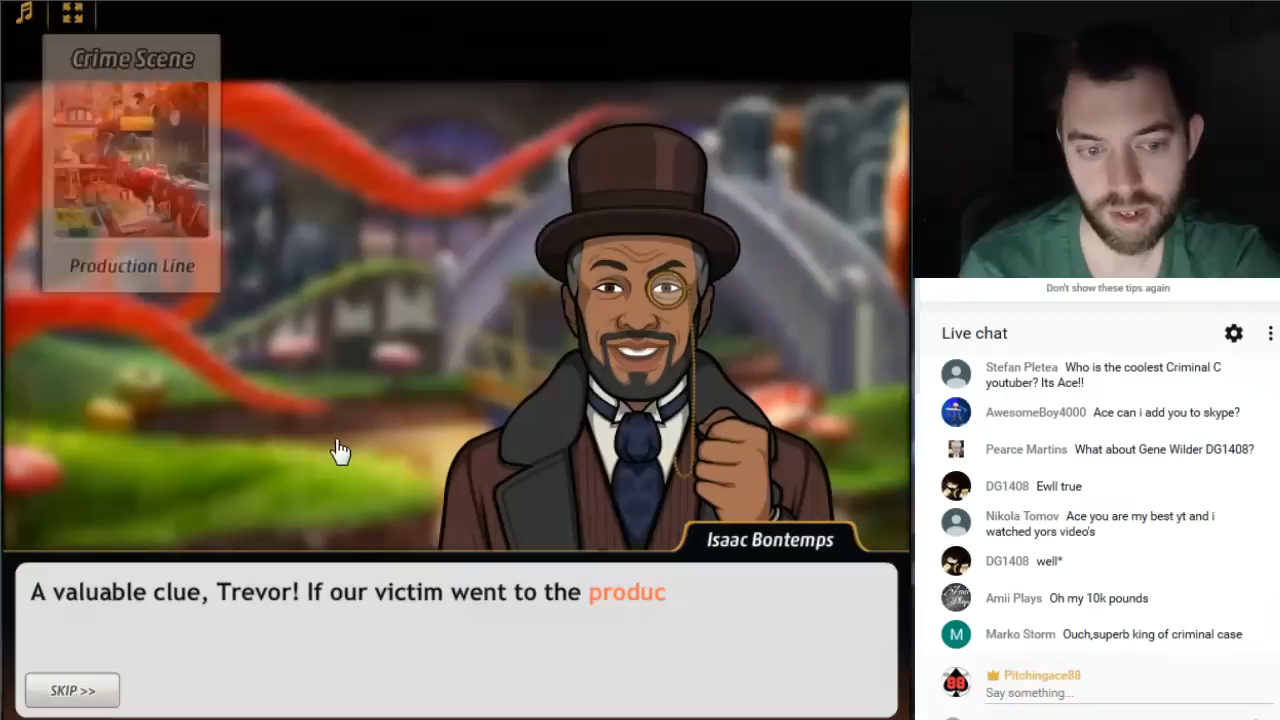 Crime Scene
Production Line
Isaac Bontemps
A valuable clue, Trevor! If our victim went to the produc
SKIP >>
Don't show these tips again
Live chat
Stefan Pletea Who is the coolest Criminal C
youtuber? Its Ace!!
AwesomeBoy4000 Ace can i add you to skype?
Pearce Martins What about Gene Wilder DG1408?
DG1408 Ewll true
Nikola Tomov Ace you are my best yt and i
watched yors video's
DG1408 well*
Amii Plays Oh my 10k pounds
M
Marko Storm Ouch,superb king of criminal case
88
Pitchingace88
Say something...